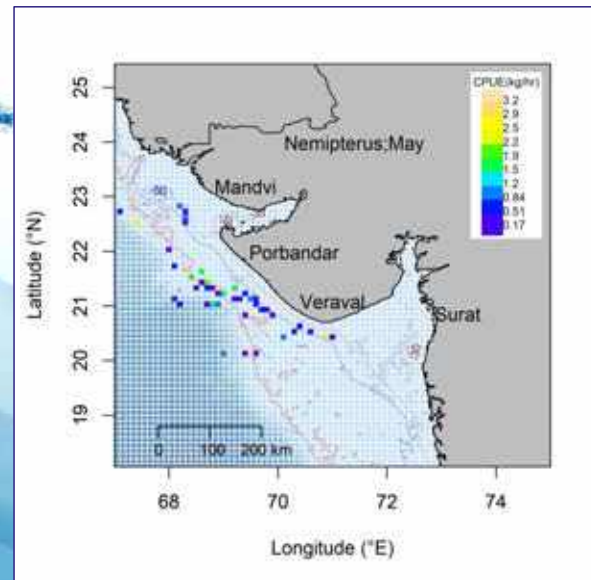 CPUE(kg/hr)
3.2
2.9
2.5
2.2
1.9
1.5
1.2
0.84
0.51
0.17
Nemipterus;May
Mandvi
Porbandar
Veraval
Surat
-50
0 100 200 km
25
24
23
22
21
20
19
Latitude (°N)
68 70 72 74
Longitude (°E)